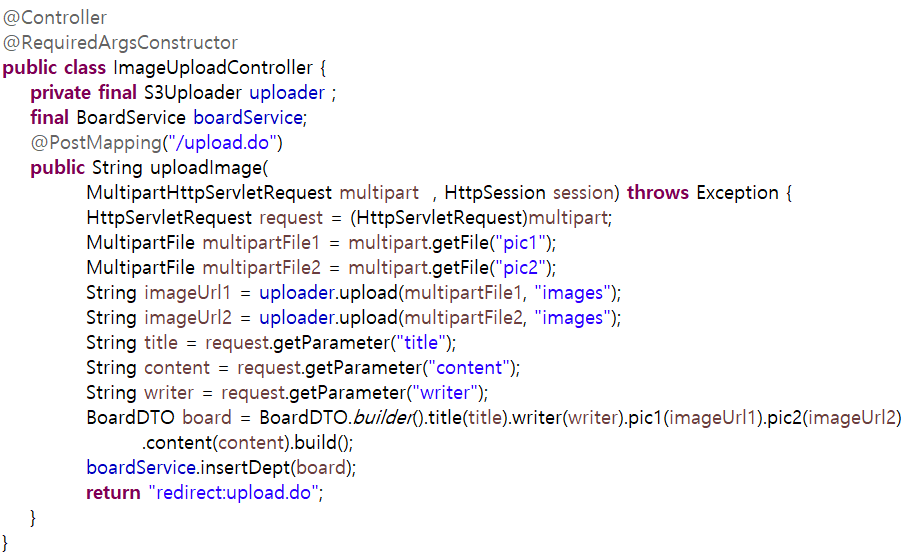 @Controller
@RequiredArgsConstructor
public class ImageUploadController {
private final S3Uploader uploader ;
final BoardService boardService;
@PostMapping("/upload.do")
public String uploadImage(
MultipartHttpServletRequest multipart , HttpSession session) throws Exception {
HttpServletRequest request = (HttpServletRequest)multipart;
MultipartFile multipartFile1 = multipart.getFile("pic1");
MultipartFile multipartFile2 = multipart.getFile("pic2");
String imageUrl1 = uploader.upload(multipartFile1, "images");
String imageUrl2 = uploader.upload(multipartFile2, "images");
String title = request.getParameter("title");
String content = request.getParameter("content");
String writer = request.getParameter("writer");
BoardDTO board = BoardDTO.builder().title(title).writer(writer).pic1(imageUrl1).pic2(imageUrl2)
.content(content).build();
boardService.insertDept(board);
return "redirect:upload.do";
}
}